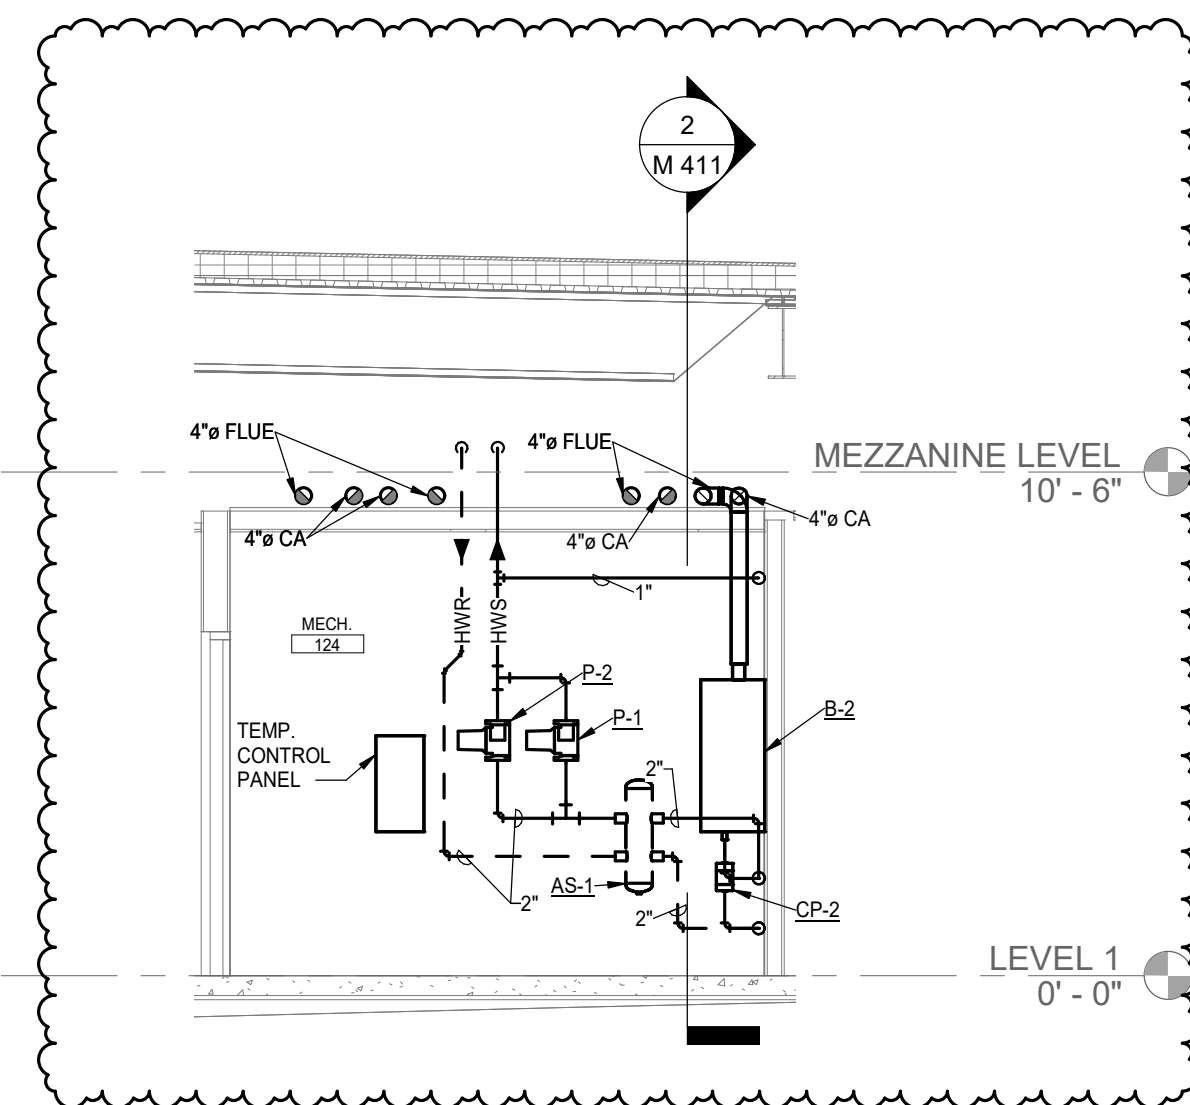 2
M 411
4"ø FLUE
4"ø FLUE
MEZZANINE LEVEL
10' - 6"
4"ø CA
4"ø CA
4"ø CA
1"
HWR
HWS
MECH.
124
P-2
P-1
B-2
TEMP.
CONTROL
PANEL
2"
AS-1
2"
2"
CP-2
LEVEL 1
0' - 0"